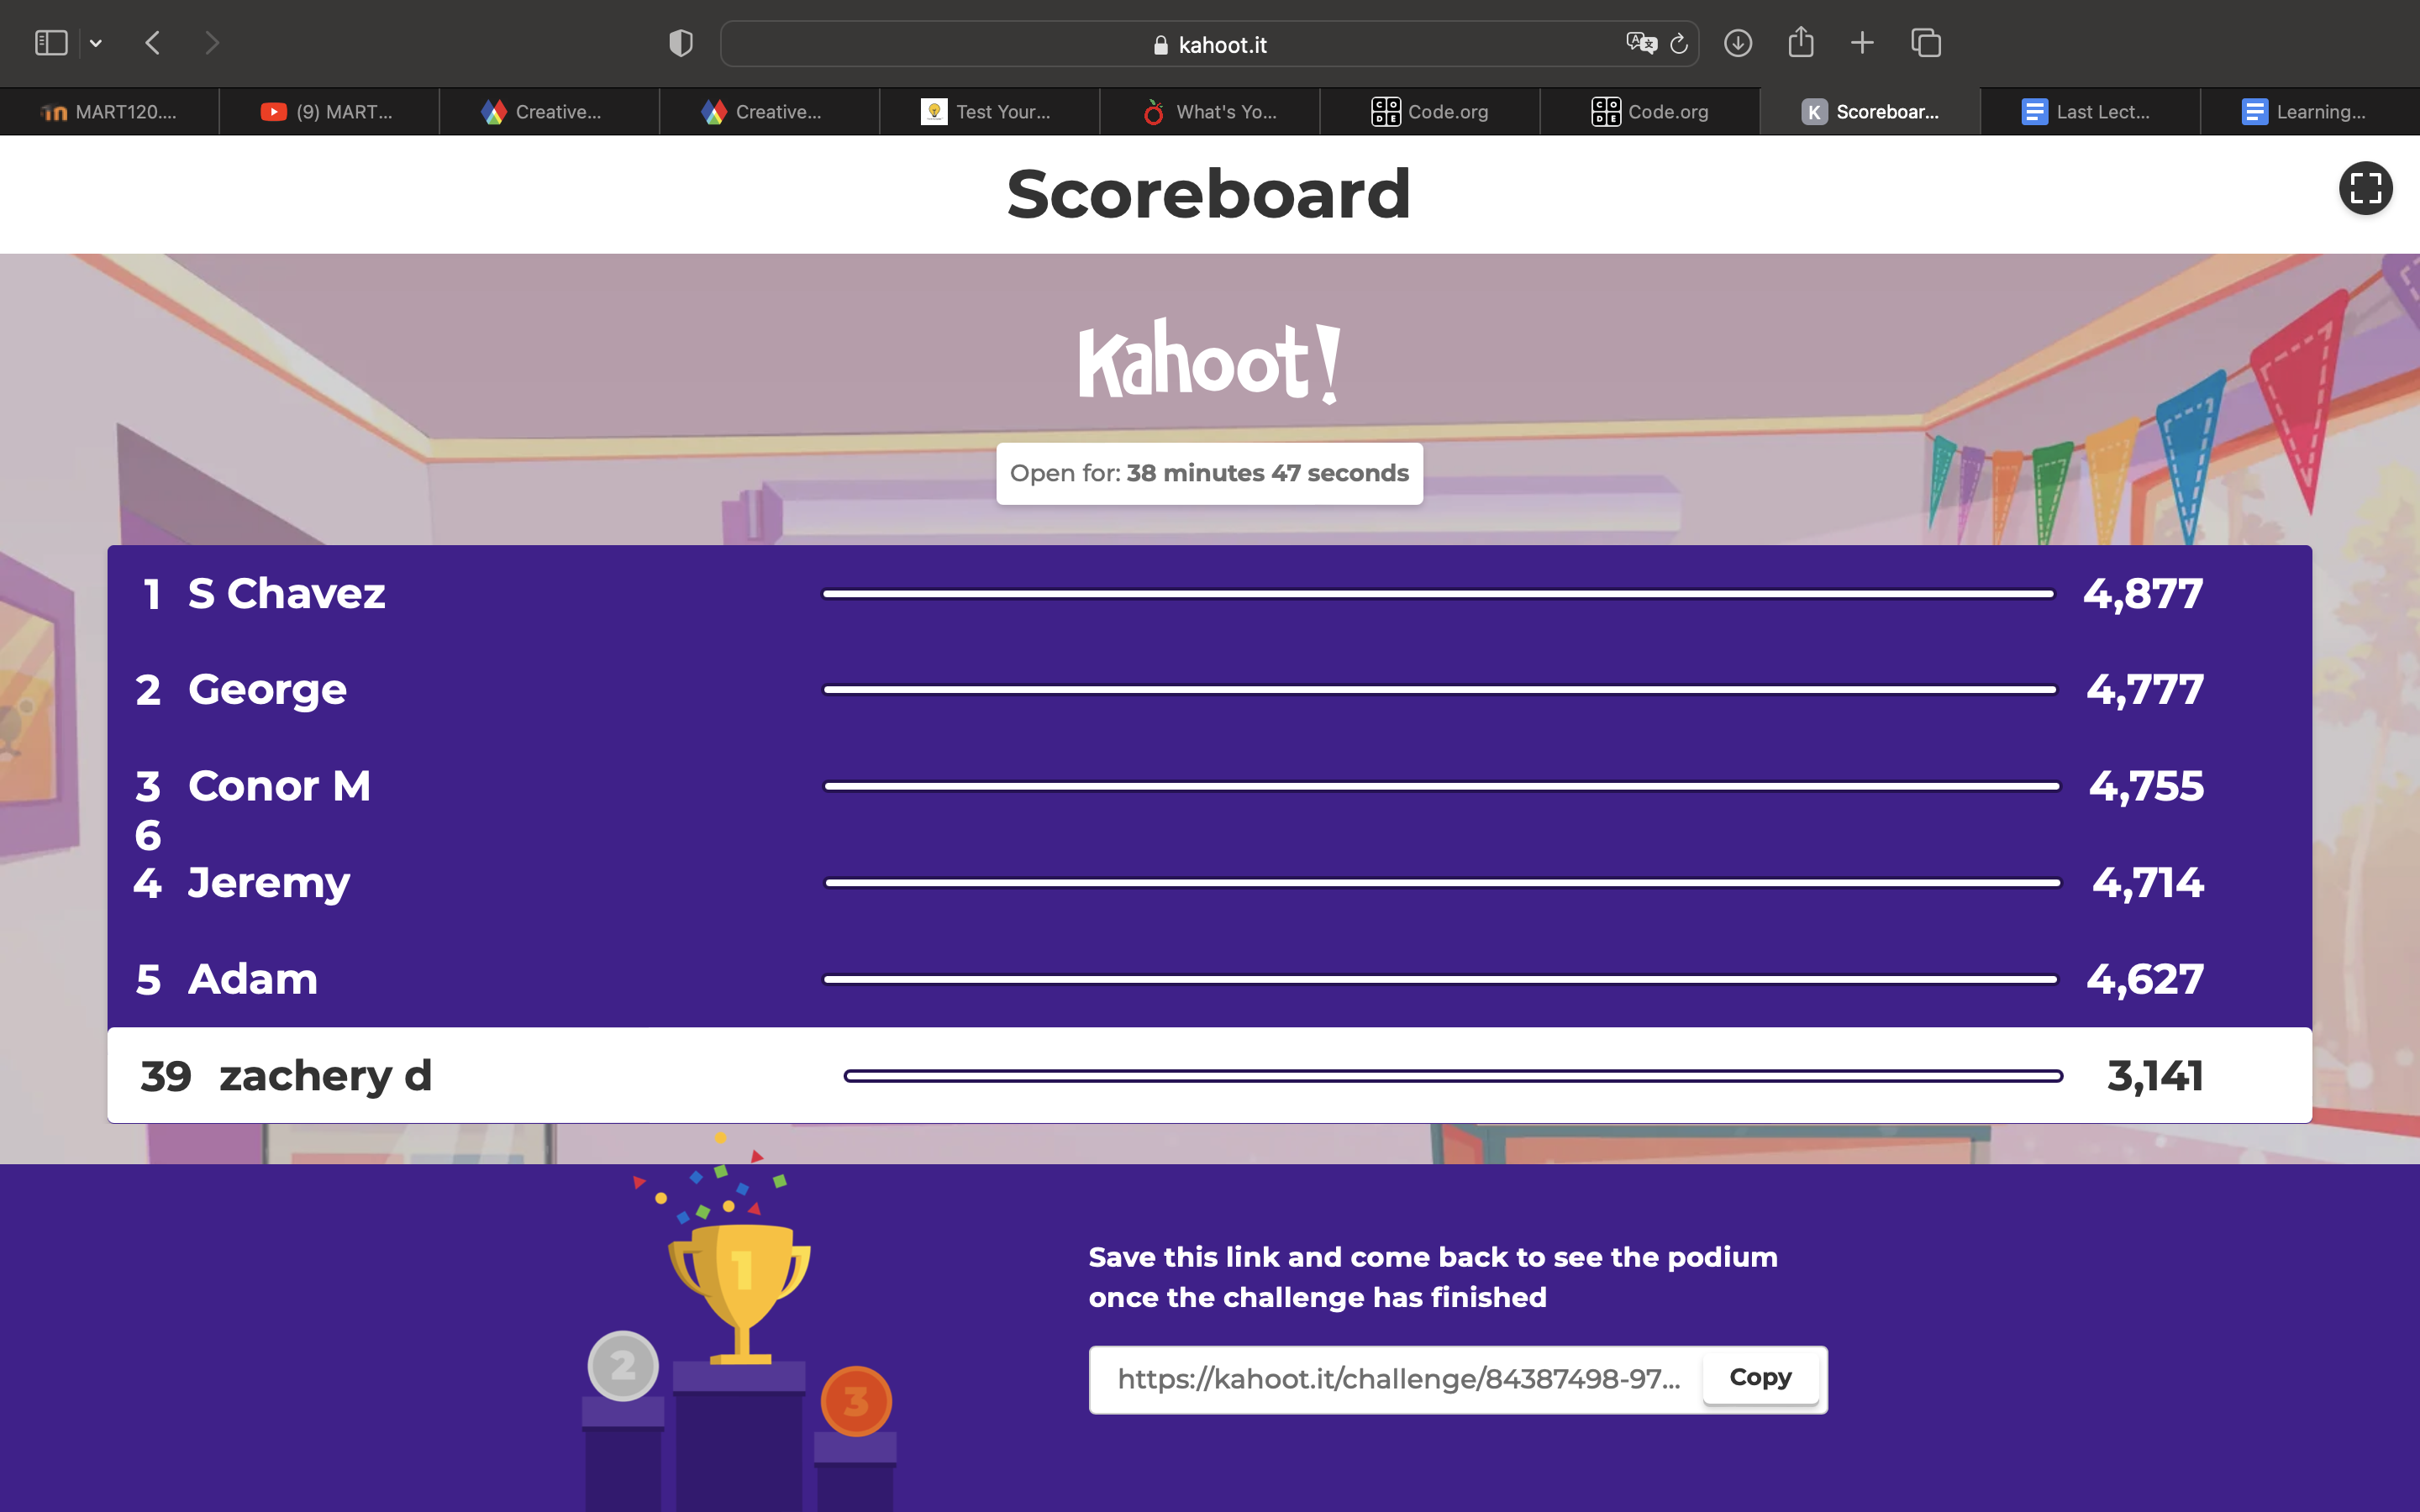 kahoot.it
MART120....
(9) MART...
Creative...
Creative...
Test Your...
What's Yo...
CODE Code.org
CODE Code.org
K Scoreboar...
Last Lect...
Learning...
Scoreboard
Kahoot!
Open for: 38 minutes 47 seconds
1 S Chavez 4,877
2 George 4,777
3 Conor M 4,755
6
4 Jeremy 4,714
5 Adam 4,627
39 zachery d 3,141
1
2
3
Save this link and come back to see the podium
once the challenge has finished
https://kahoot.it/challenge/84387498-97... Copy